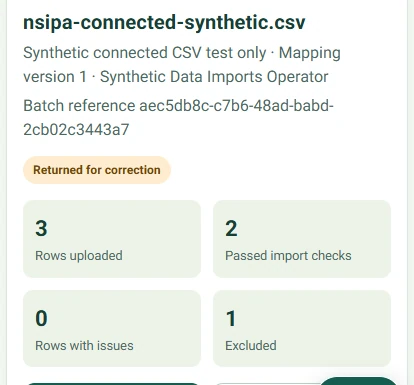 nsipa-connected-synthetic.csv
Synthetic connected CSV test only · Mapping
version 1 · Synthetic Data Imports Operator
Batch reference aec5db8c-c7b6-48ad-babd-
2cb02c3443a7
Returned for correction
3
Rows uploaded
2
Passed import checks
0
Rows with issues
1
Excluded